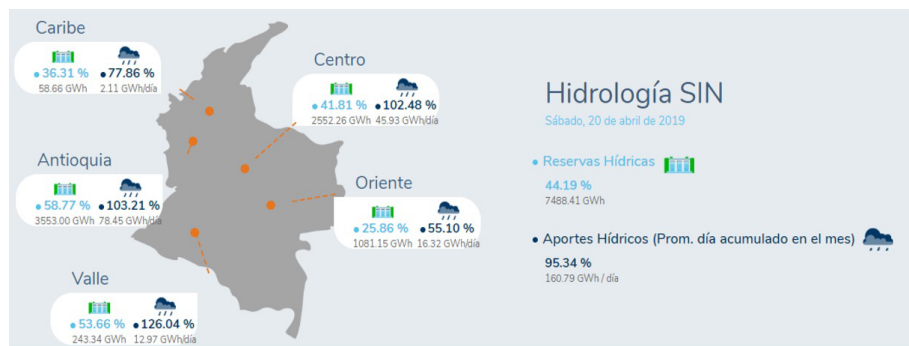 Caribe
36.31 % 77.86 %
58.66 GWh 2.11 GWh/día
Centro
41.81 % 102.48 %
2552.26 GWh 45.93 GWh/día
Antioquia
58.77 % 103.21 %
3553.00 GWh 78.45 GWh/día
Oriente
25.86 % 55.10 %
1081.15 GWh 16.32 GWh/día
Valle
53.66 % 126.04 %
243.34 GWh 12.97 GWh/día
Hidrología SIN
Sábado, 20 de abril de 2019
• Reservas Hídricas
44.19 %
7488.41 GWh
• Aportes Hídricos (Prom. día acumulado en el mes)
95.34 %
160.79 GWh / día